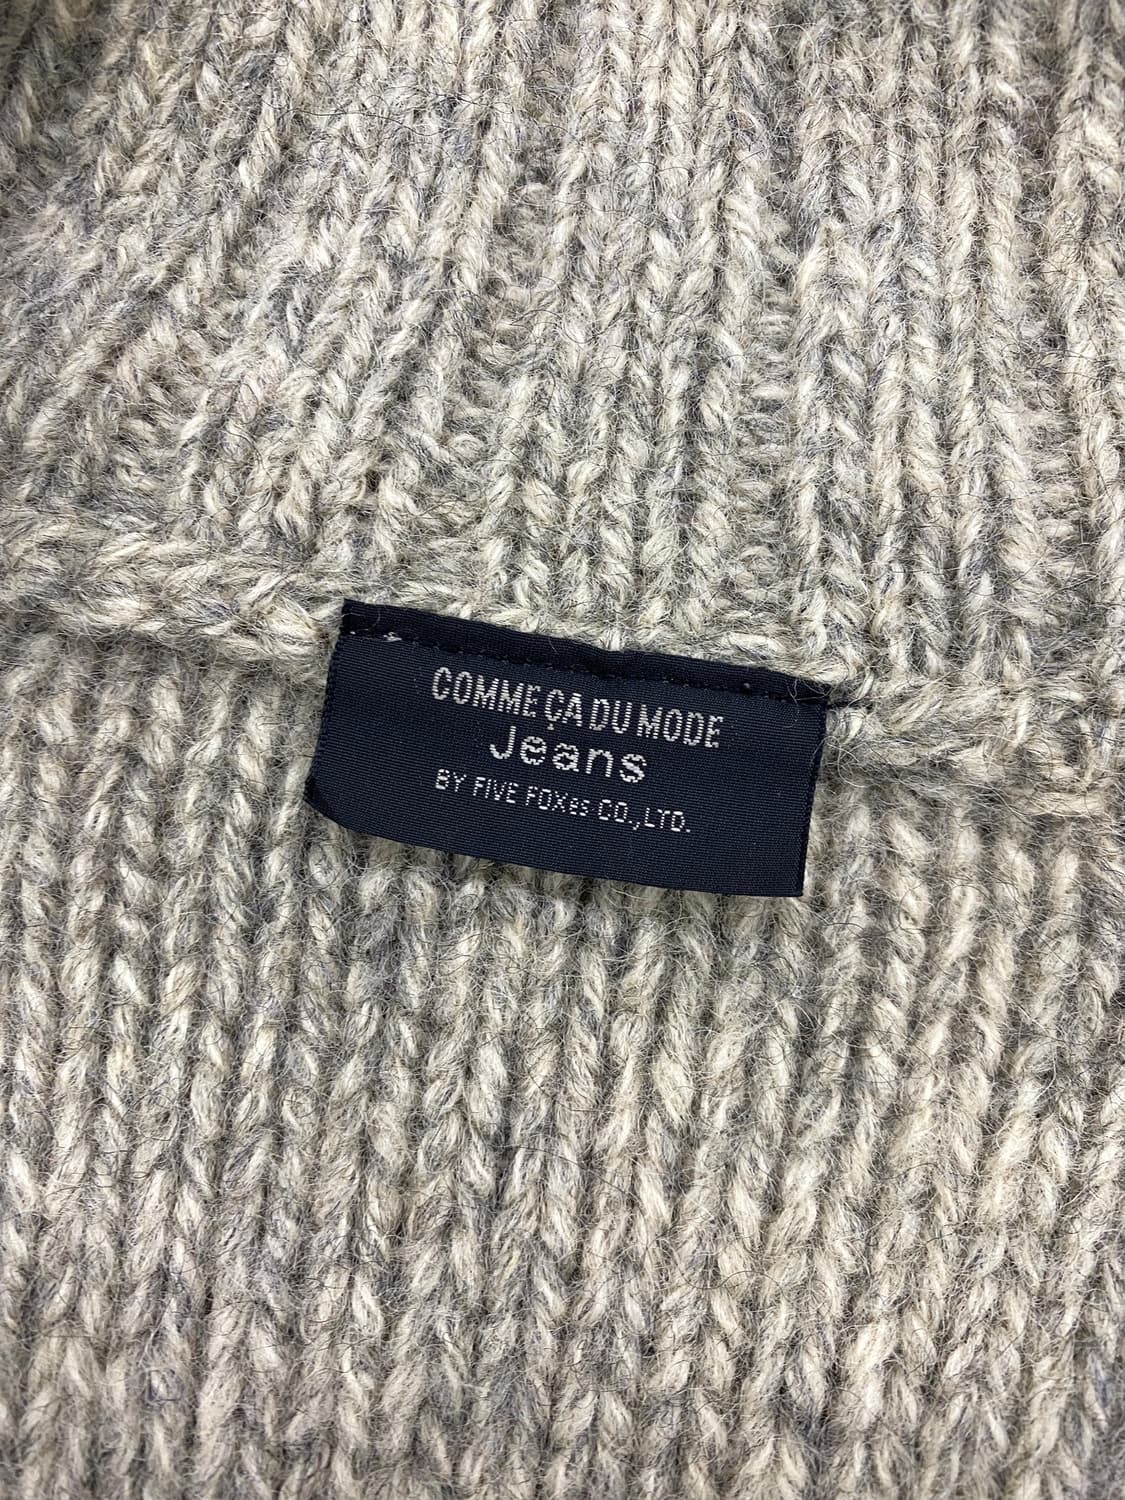 COMME ÇA DU MODE
Jeans
BY FIVE FOXes CO.,LTD.